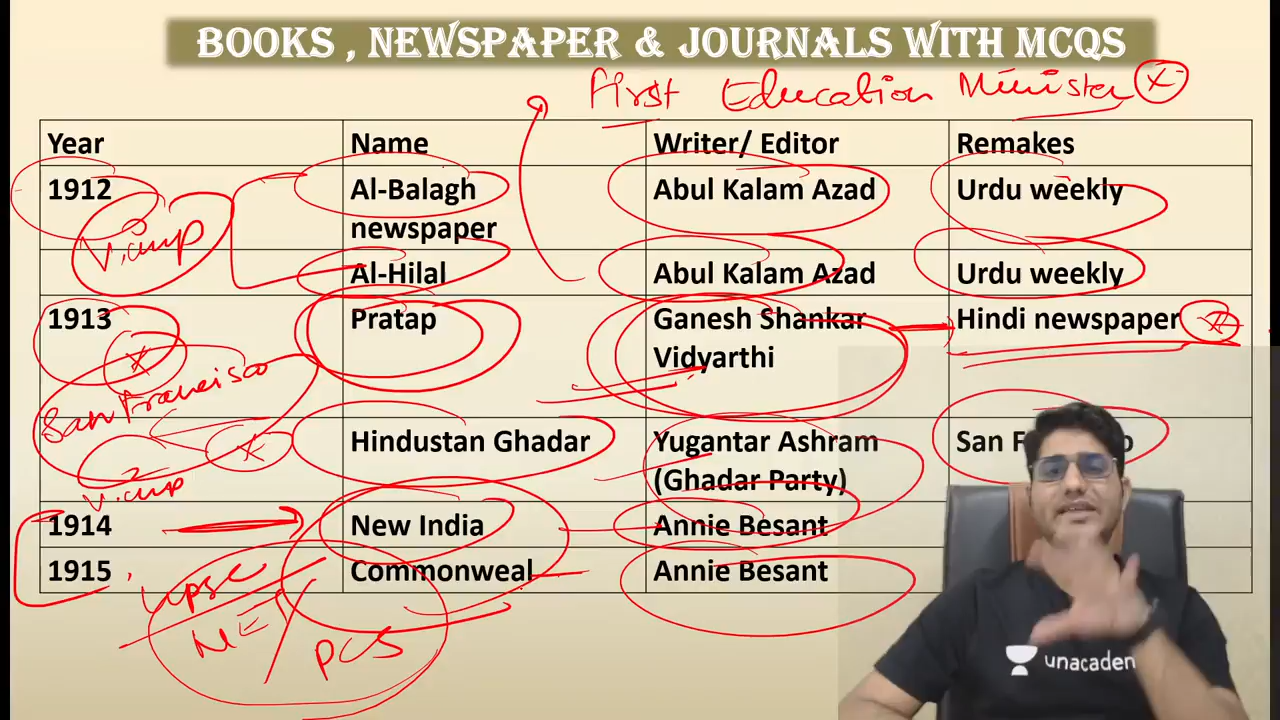 BOOKS , NEWSPAPER & JOURNALS WITH MCQS
First Education Minister
Year Name Writer/ Editor Remakes
1912 Al-Balagh newspaper Abul Kalam Azad Urdu weekly
V. imp
Al-Hilal Abul Kalam Azad Urdu weekly
1913 Pratap Ganesh Shankar Vidyarthi Hindi newspaper
San Francisco
Hindustan Ghadar Yugantar Ashram (Ghadar Party) San
V. imp
1914 New India Annie Besant
1915 Commonweal Annie Besant
UPSC
NET/ PCS
unacadem